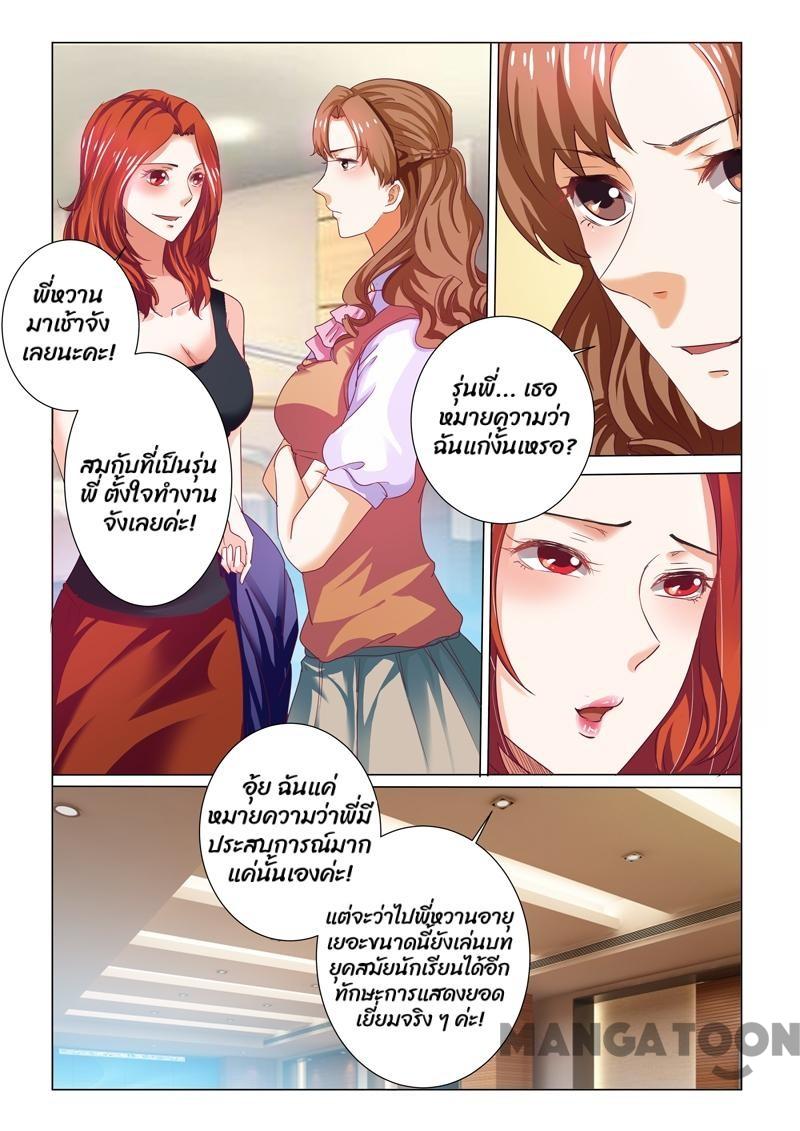 พี่หวาน
มาเช้าจัง
เลยนะคะ!
สมกับที่เป็นรุ่น
พี่ ตั้งใจทำงาน
จังเลยค่ะ!
รุ่นพี่... เธอ
หมายความว่า
ฉันแก่งั้นเหรอ?
อุ้ย ฉันแค่
หมายความว่าพี่มี
ประสบการณ์มาก
แค่นั้นเองค่ะ!
แต่จะว่าไปพี่หวานอายุ
เยอะขนาดนี้ยังเล่นบท
ยุคสมัยนักเรียนได้อีก
ทักษะการแสดงยอด
เยี่ยมจริง ๆ ค่ะ!
MANGATOON